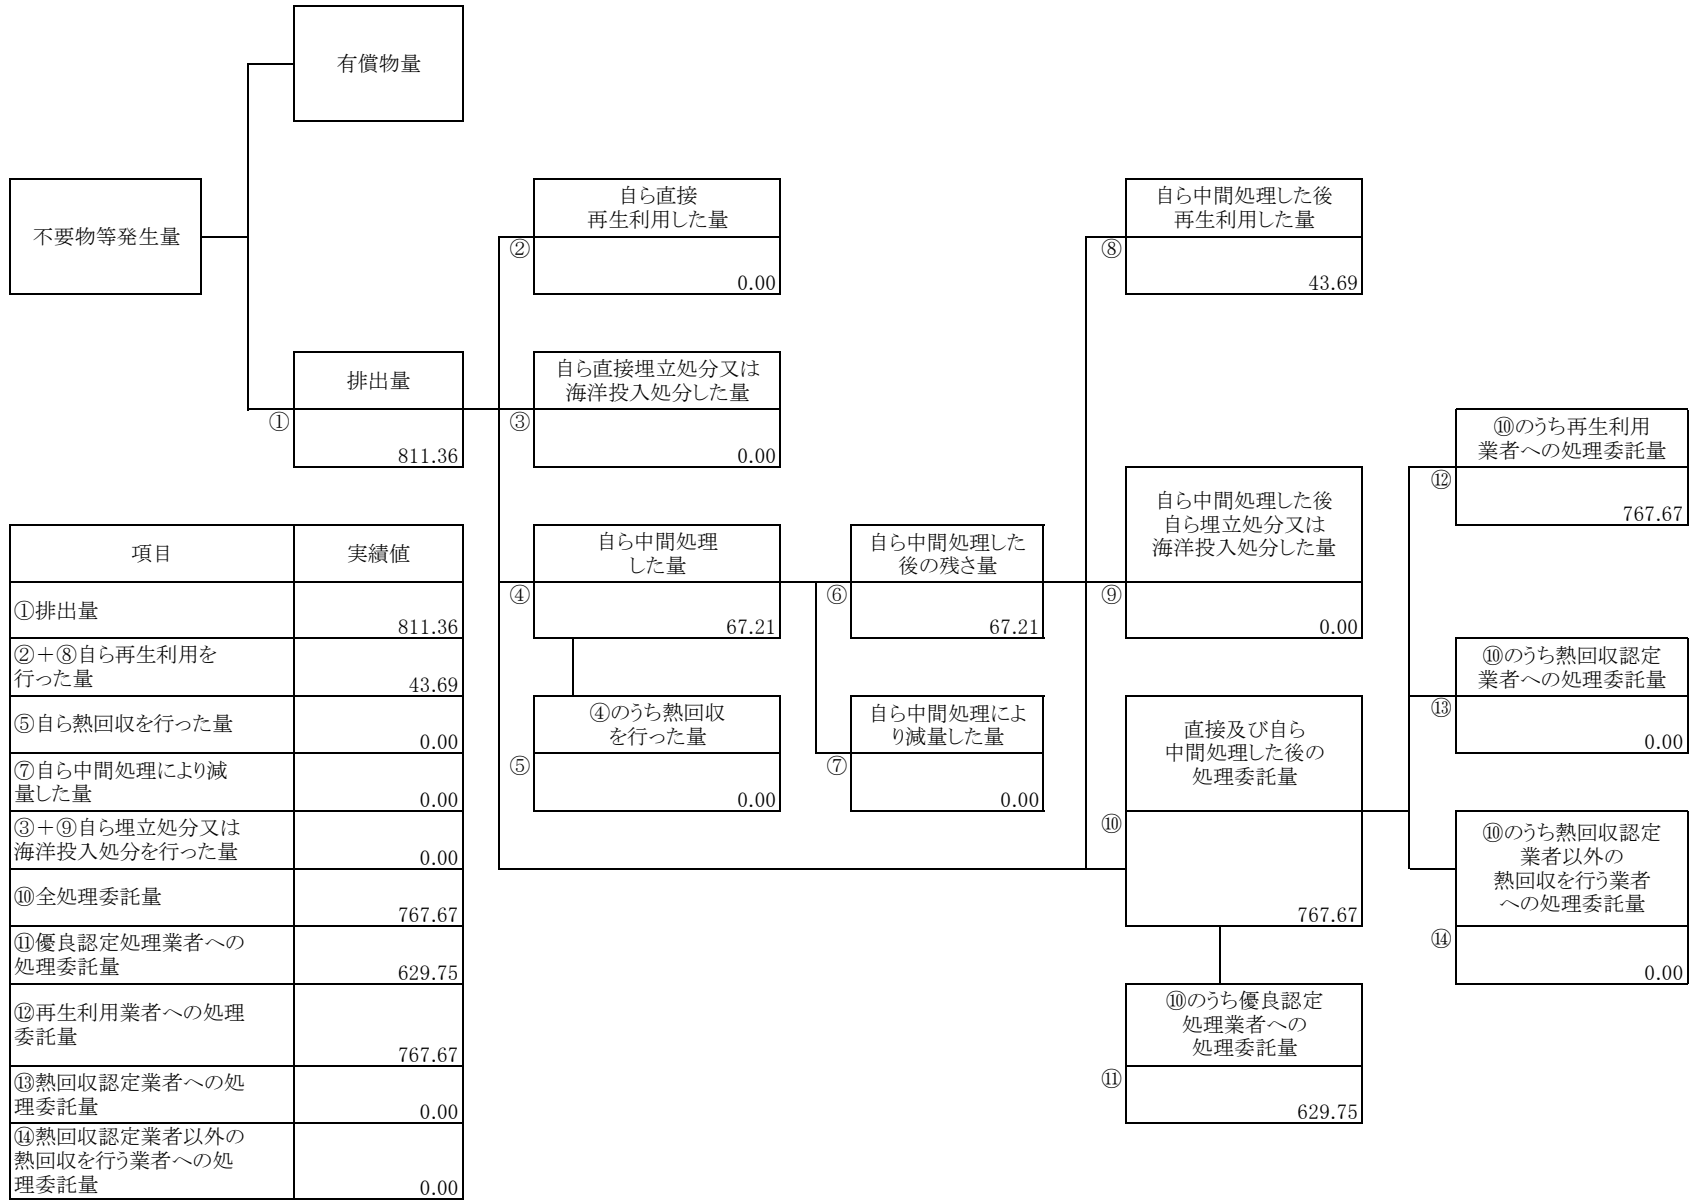 有償物量
不要物等発生量
自ら直接
再生利用した量
②
0.00
自ら中間処理した後
再生利用した量
⑧
43.69
排出量
①
811.36
自ら直接埋立処分又は
海洋投入処分した量
③
0.00
⑩のうち再生利用
業者への処理委託量
⑫
767.67
自ら中間処理
した量
④
67.21
自ら中間処理した
後の残さ量
⑥
67.21
自ら中間処理した後
自ら埋立処分又は
海洋投入処分した量
⑨
0.00
⑩のうち熱回収認定
業者への処理委託量
⑬
0.00
④のうち熱回収
を行った量
⑤
0.00
自ら中間処理によ
り減量した量
⑦
0.00
直接及び自ら
中間処理した後の
処理委託量
⑩
767.67
⑩のうち熱回収認定
業者以外の
熱回収を行う業者
への処理委託量
⑭
0.00
⑩のうち優良認定
処理業者への
処理委託量
⑪
629.75
項目 実績値
①排出量
811.36
②＋⑧自ら再生利用を
行った量
43.69
⑤自ら熱回収を行った量
0.00
⑦自ら中間処理により減
量した量
0.00
③＋⑨自ら埋立処分又は
海洋投入処分を行った量
0.00
⑩全処理委託量
767.67
⑪優良認定処理業者への
処理委託量
629.75
⑫再生利用業者への処理
委託量
767.67
⑬熱回収認定業者への処
理委託量
0.00
⑭熱回収認定業者以外の
熱回収を行う業者への処
理委託量
0.00